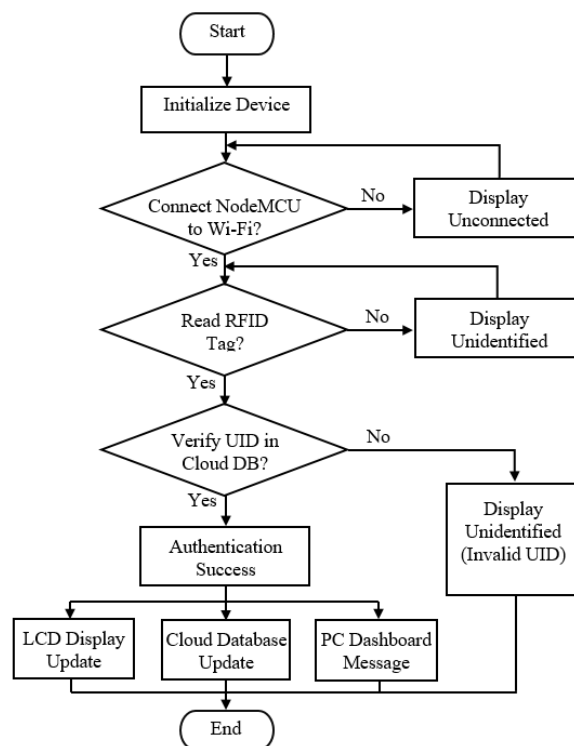 Start
Initialize Device
Connect NodeMCU
to Wi-Fi?
No
Display
Unconnected
Yes
Read RFID
Tag?
No
Display
Unidentified
Yes
Verify UID in
Cloud DB?
No
Yes
Display
Unidentified
(Invalid UID)
Authentication
Success
LCD Display
Update
Cloud Database
Update
PC Dashboard
Message
End